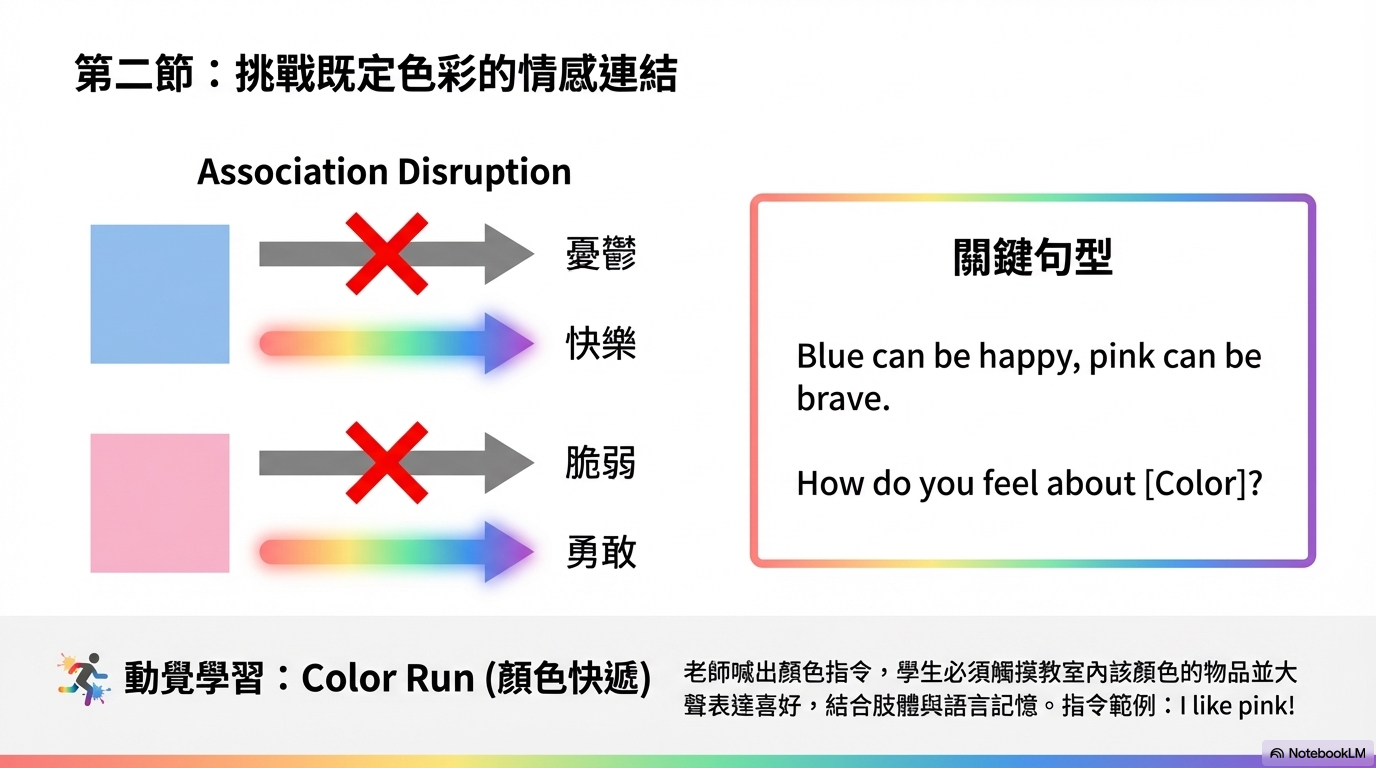 第二節：挑戰既定色彩的情感連結
Association Disruption
憂鬱
快樂
脆弱
勇敢
關鍵句型
Blue can be happy, pink can be
brave.
How do you feel about [Color]?
動覺學習：Color Run (顏色快遞)
老師喊出顏色指令，學生必須觸摸教室內該顏色的物品並大
聲表達喜好，結合肢體與語言記憶。指令範例：I like pink!
NotebookLM